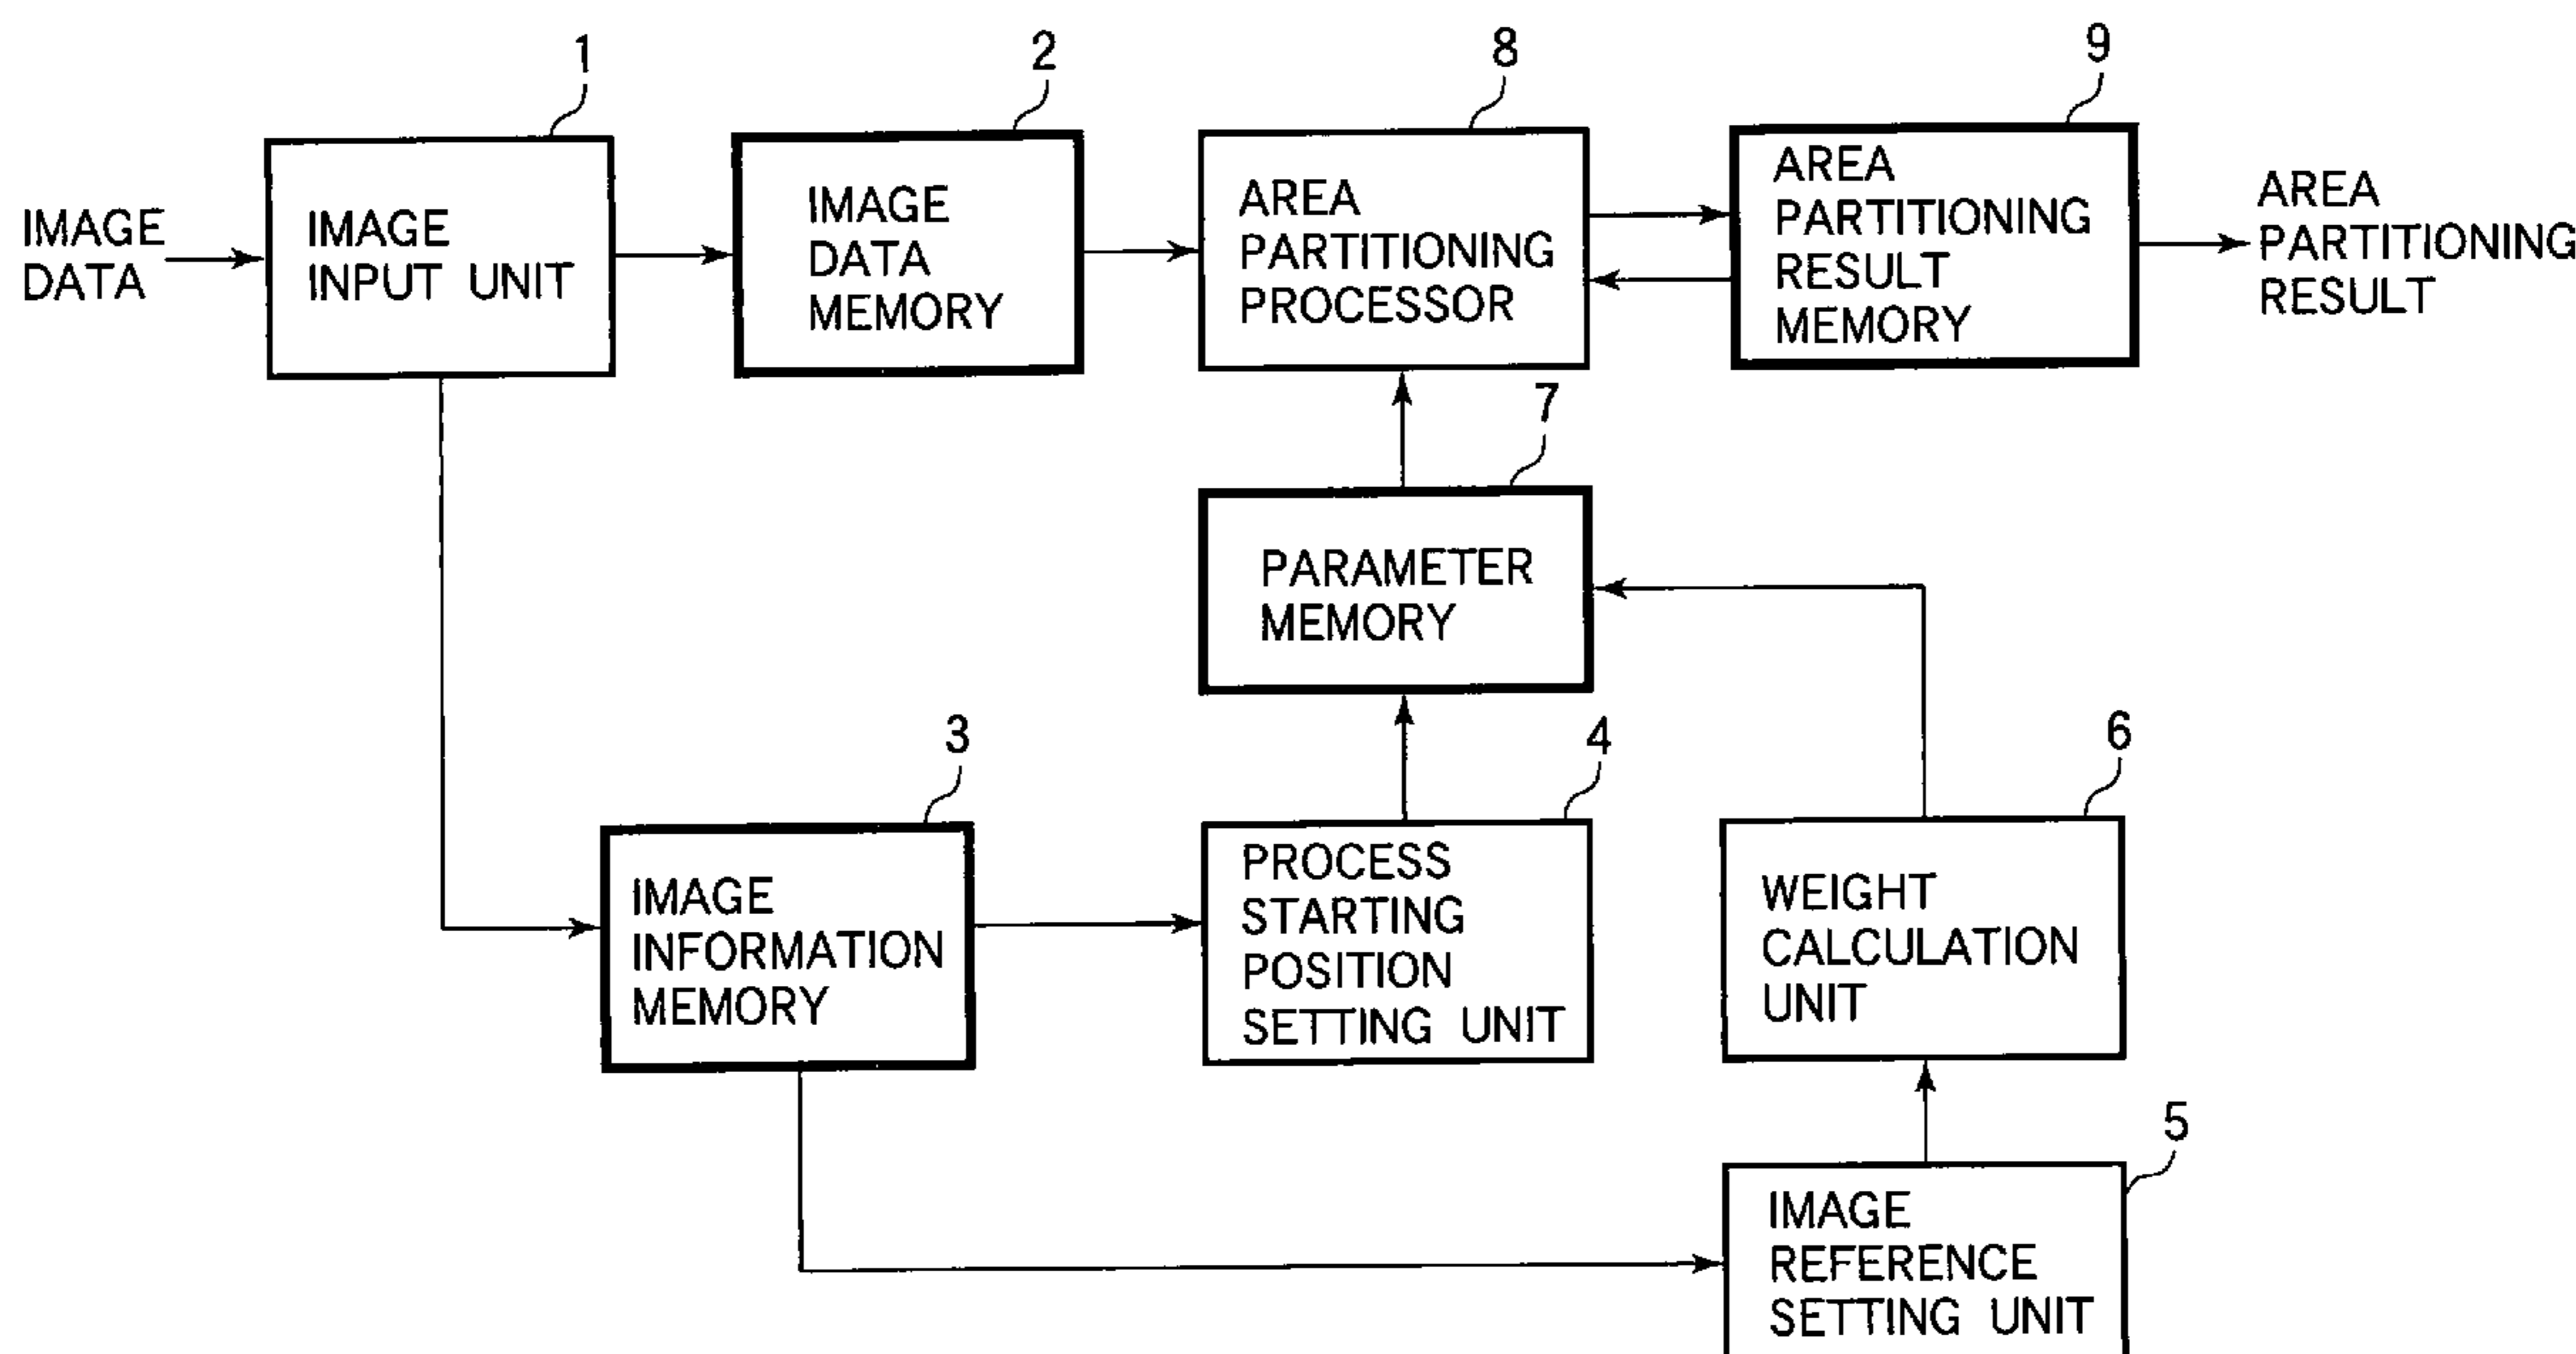 1
2
8
9
IMAGE
DATA
IMAGE
INPUT UNIT
IMAGE
DATA
MEMORY
AREA
PARTITIONING
PROCESSOR
AREA
PARTITIONING
RESULT
MEMORY
AREA
PARTITIONING
RESULT
7
PARAMETER
MEMORY
3
4
6
IMAGE
INFORMATION
MEMORY
PROCESS
STARTING
POSITION
SETTING UNIT
WEIGHT
CALCULATION
UNIT
5
IMAGE
REFERENCE
SETTING UNIT